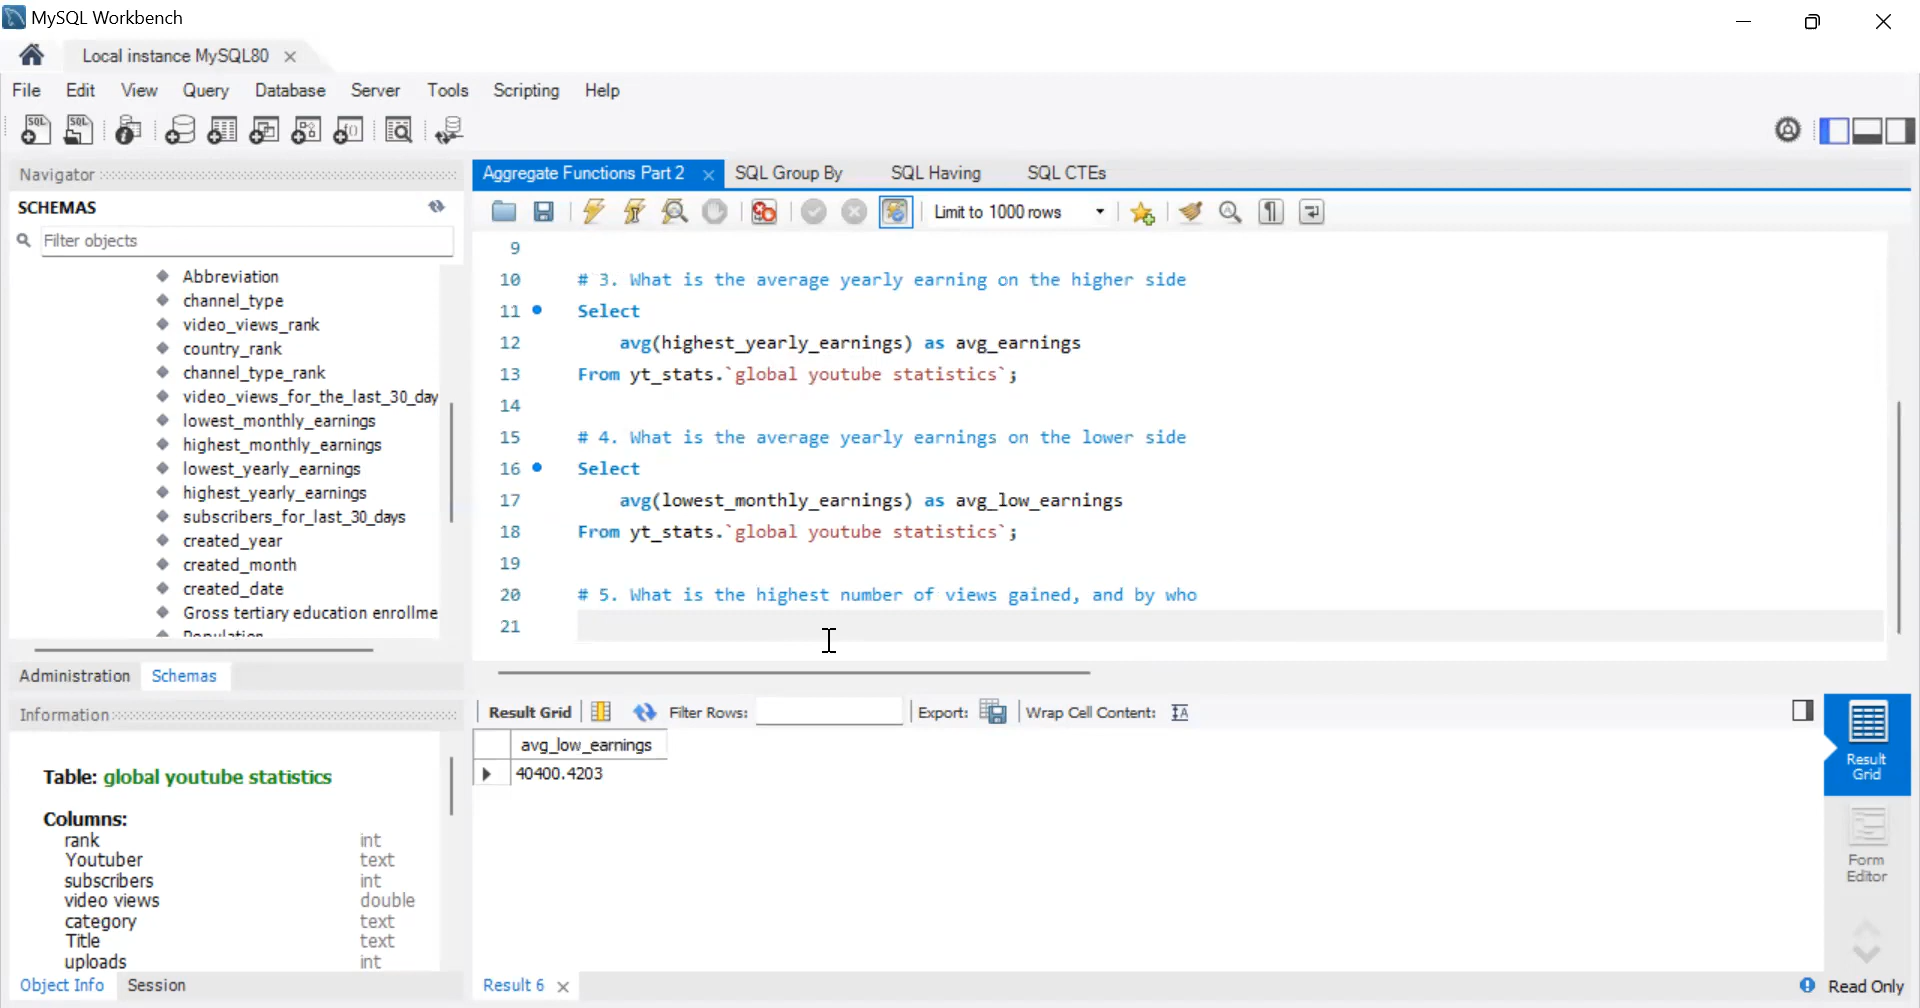 MySQL Workbench
Local instance MySQL80
File Edit View Query Database Server Tools Scripting Help
Navigator
SCHEMAS
Filter objects
Abbreviation
channel_type
video_views_rank
country_rank
channel_type_rank
video_views_for_the_last_30_day
lowest_monthly_earnings
highest_monthly_earnings
lowest_yearly_earnings
highest_yearly_earnings
subscribers_for_last_30_days
created_year
created_month
created_date
Gross tertiary education enrollme
Population
Administration Schemas
Information
Table: global youtube statistics
Columns:
rank int
Youtuber text
subscribers int
video views double
category text
Title text
uploads int
Object Info Session
Aggregate Functions Part 2 SQL Group By SQL Having SQL CTEs
Limit to 1000 rows
9
10 # 3. What is the average yearly earning on the higher side
11 Select
12 avg(highest_yearly_earnings) as avg_earnings
13 From yt_stats.`global youtube statistics`;
14
15 # 4. What is the average yearly earnings on the lower side
16 Select
17 avg(lowest_monthly_earnings) as avg_low_earnings
18 From yt_stats.`global youtube statistics`;
19
20 # 5. What is the highest number of views gained, and by who
21
Result Grid Filter Rows: Export: Wrap Cell Content:
avg_low_earnings
40400.4203
Result Grid
Form Editor
Result 6
Read Only